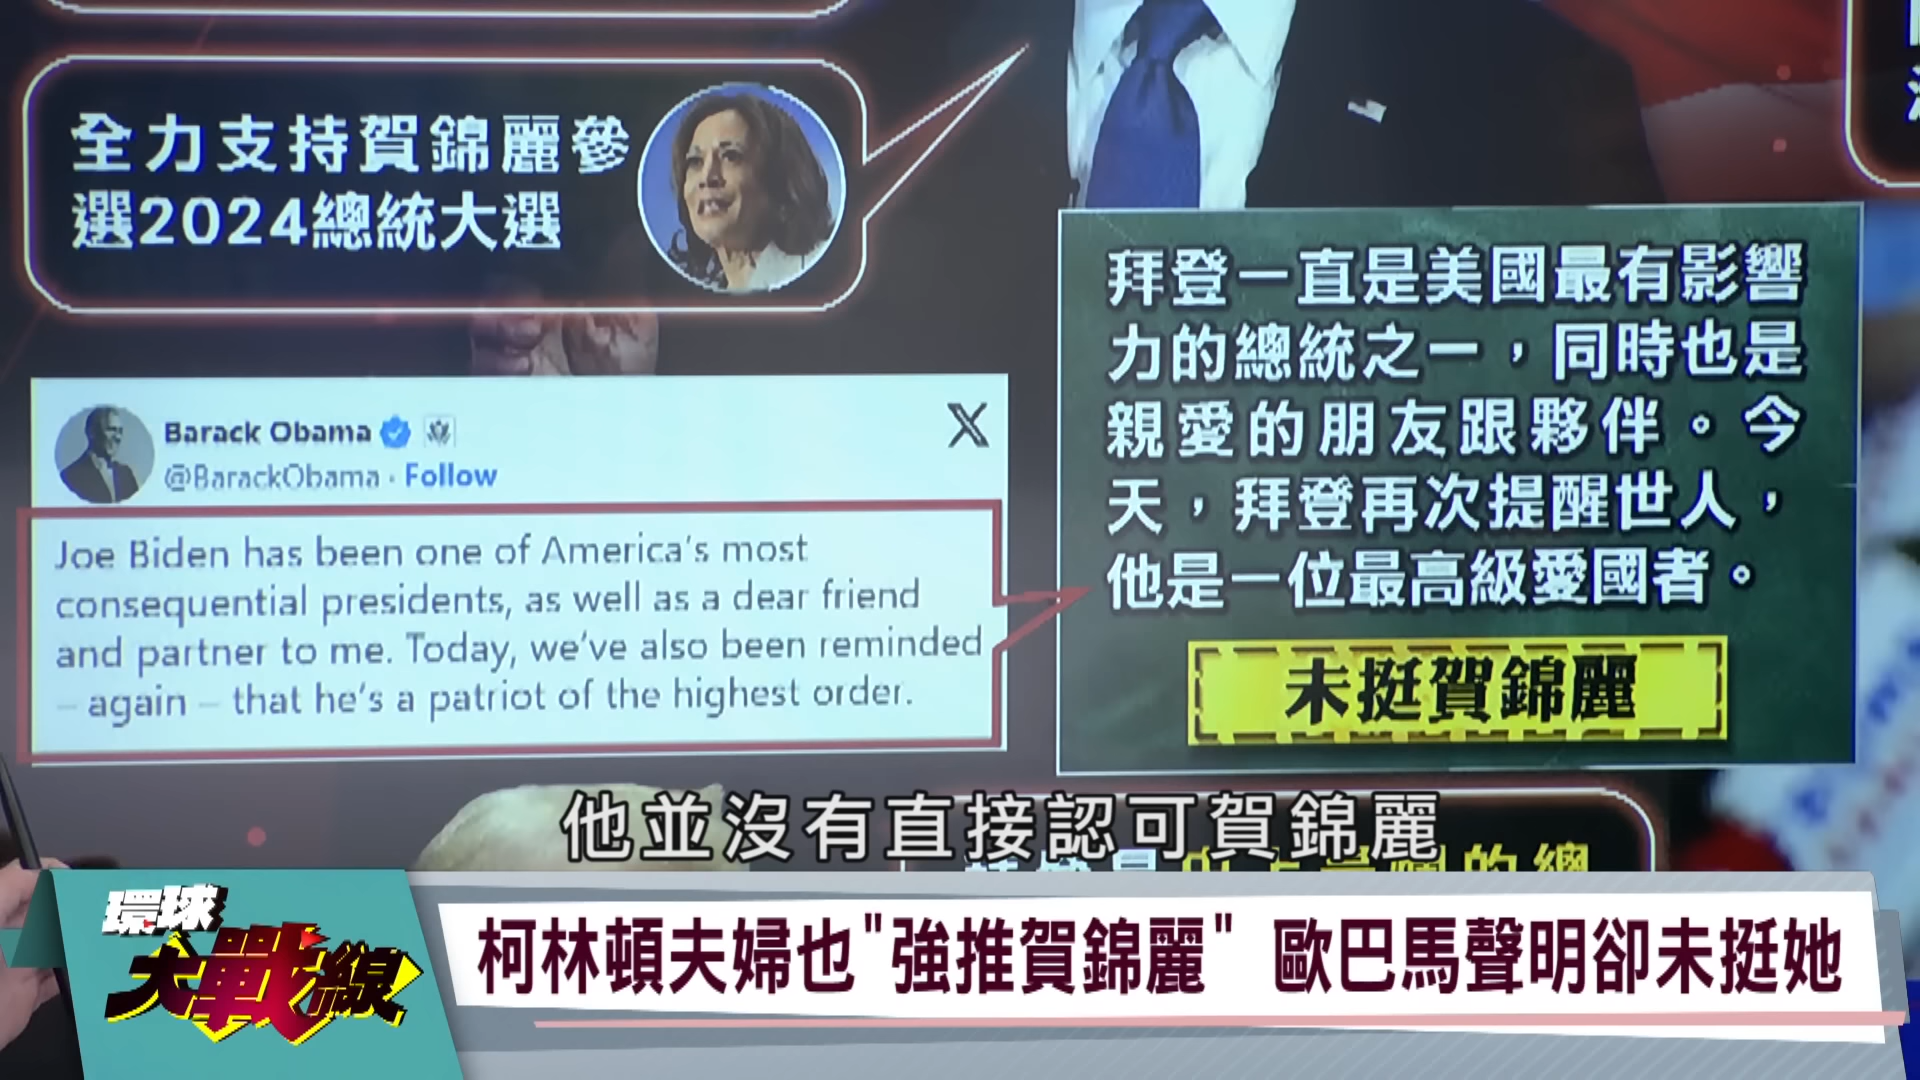 全力支持賀錦麗參
選2024總統大選
Barack Obama
@BarackObama · Follow
Joe Biden has been one of America's most
consequential presidents, as well as a dear friend
and partner to me. Today, we've also been reminded
– again – that he's a patriot of the highest order.
拜登一直是美國最有影響
力的總統之一，同時也是
親愛的朋友跟夥伴。今
天，拜登再次提醒世人，
他是一位最高級愛國者。
未挺賀錦麗
他並沒有直接認可賀錦麗
環球
大戰線
柯林頓夫婦也"強推賀錦麗" 歐巴馬聲明卻未挺她